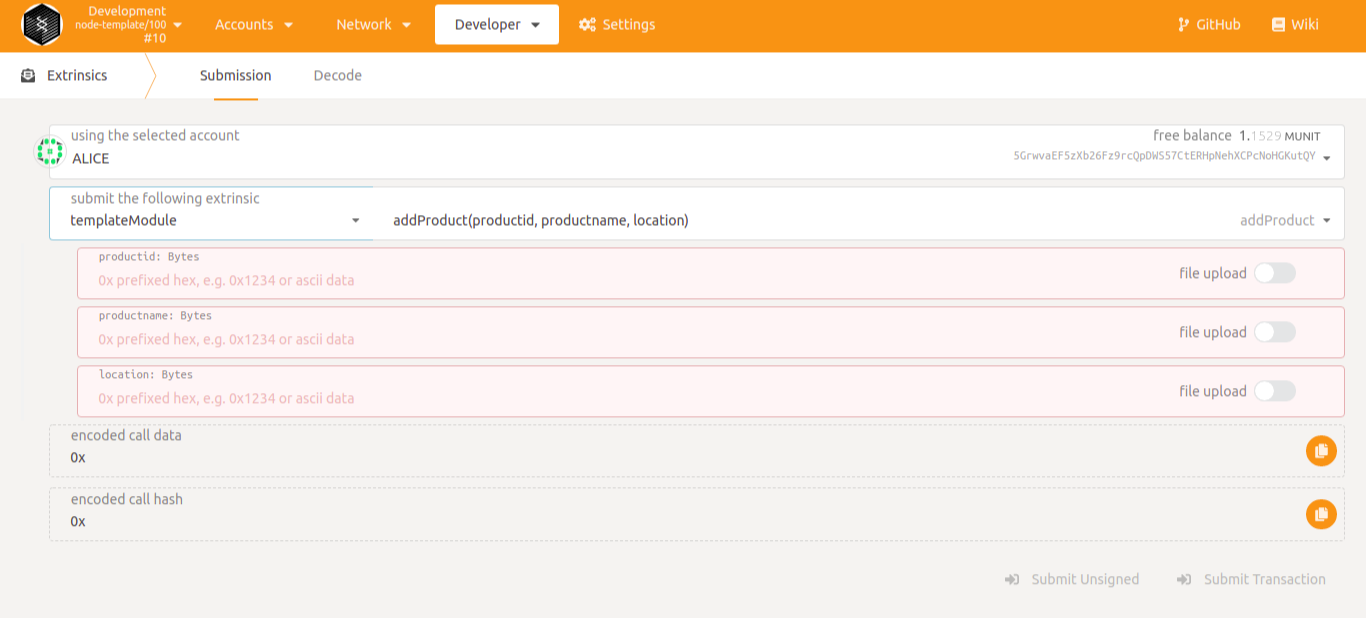 Development
node-template/100
#10
Accounts
Network
Developer
Settings
GitHub
Wiki
Extrinsics
Submission
Decode
using the selected account
free balance 1.1529 MUNIT
ALICE
5GrwvaEF5zXb26Fz9rcQpDWS57CtERHpNehXCPcNoHGKutQY
submit the following extrinsic
templateModule
addProduct(productid, productname, location)
addProduct
productid: Bytes
0x prefixed hex, e.g. 0x1234 or ascii data
file upload
productname: Bytes
0x prefixed hex, e.g. 0x1234 or ascii data
file upload
location: Bytes
0x prefixed hex, e.g. 0x1234 or ascii data
file upload
encoded call data
0x
encoded call hash
0x
Submit Unsigned
Submit Transaction